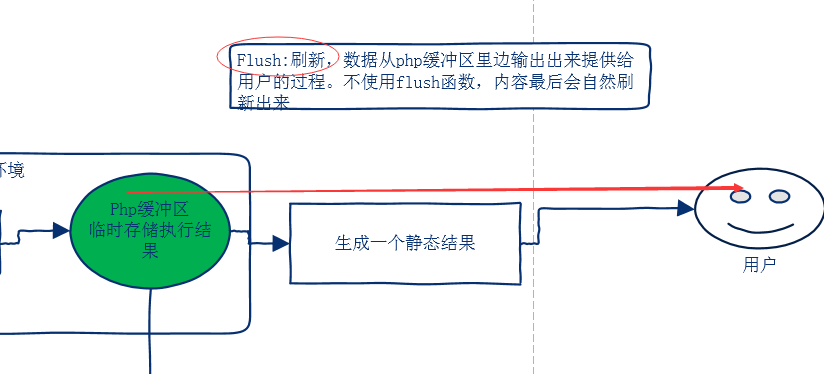 Flush:刷新，数据从php缓冲区里边输出出来提供给
用户的过程。不使用flush函数，内容最后会自然刷
新出来
环境
Php缓冲区
临时存储执行结
果
生成一个静态结果
用户